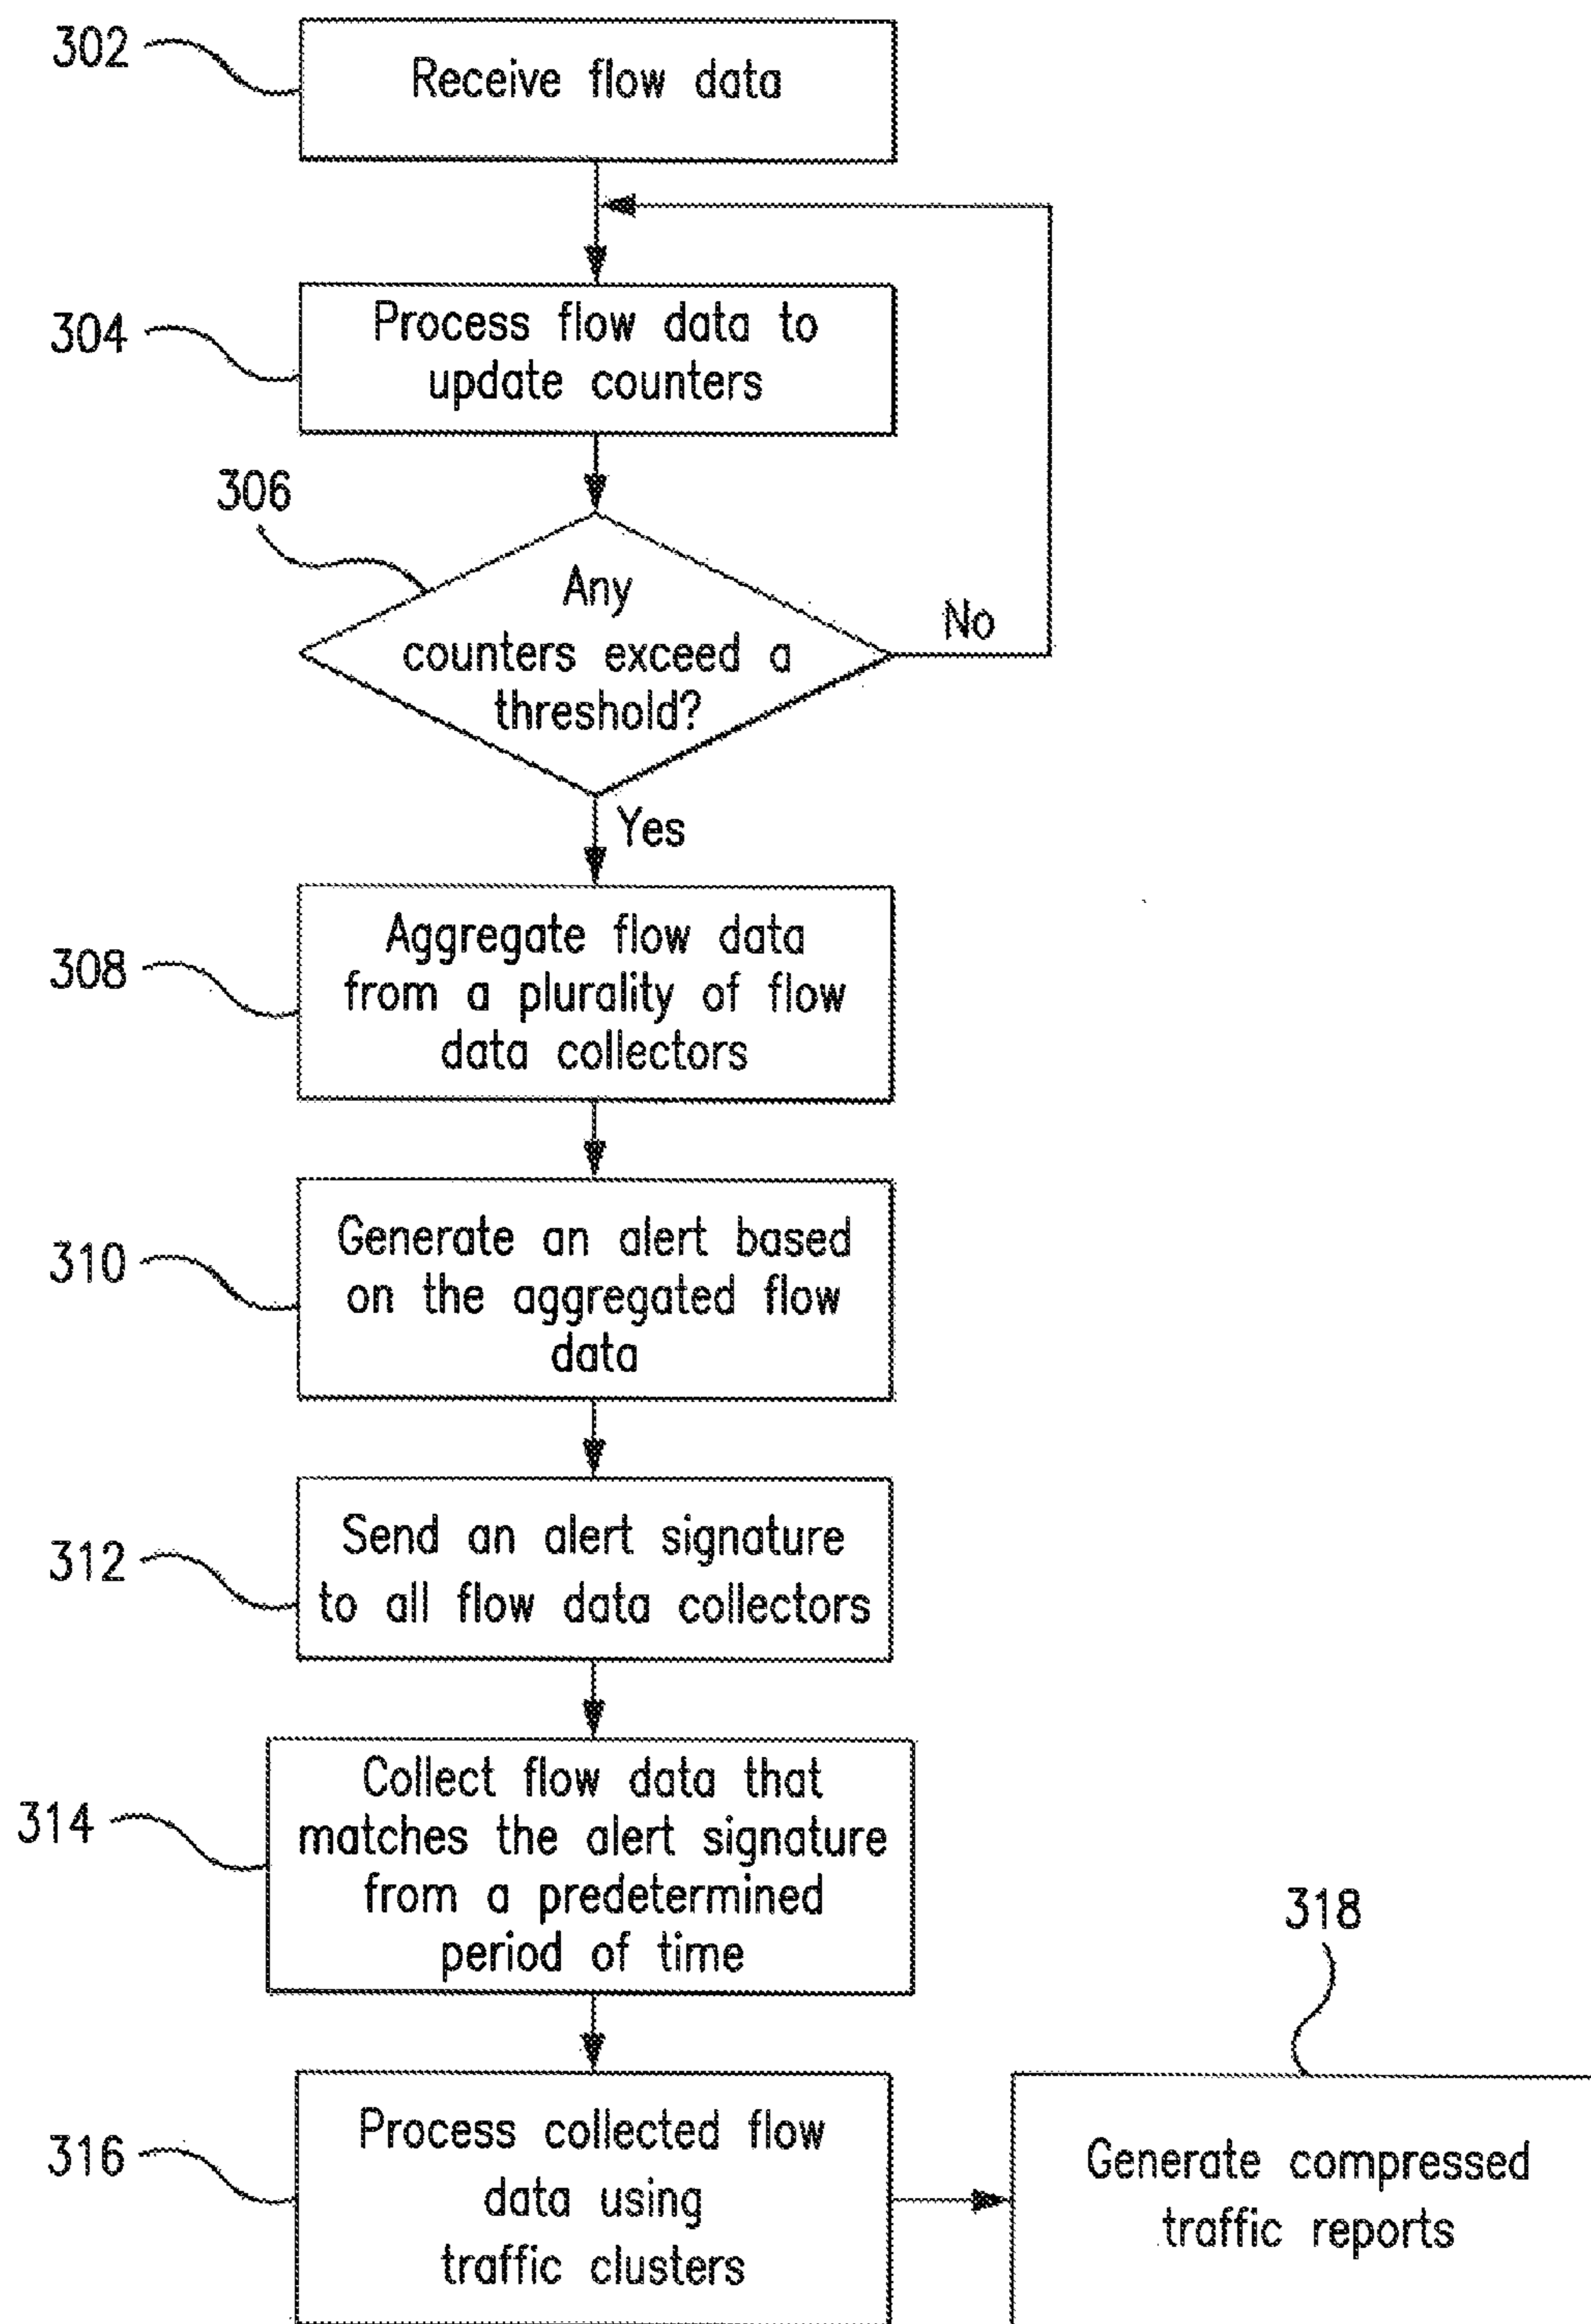 302
Receive flow data
304
Process flow data to
update counters
306
Any
counters exceed a
threshold?
No
Yes
308
Aggregate flow data
from a plurality of flow
data collectors
310
Generate an alert based
on the aggregated flow
data
312
Send an alert signature
to all flow data collectors
314
Collect flow data that
matches the alert signature
from a predetermined
period of time
316
Process collected flow
data using
traffic clusters
318
Generate compressed
traffic reports